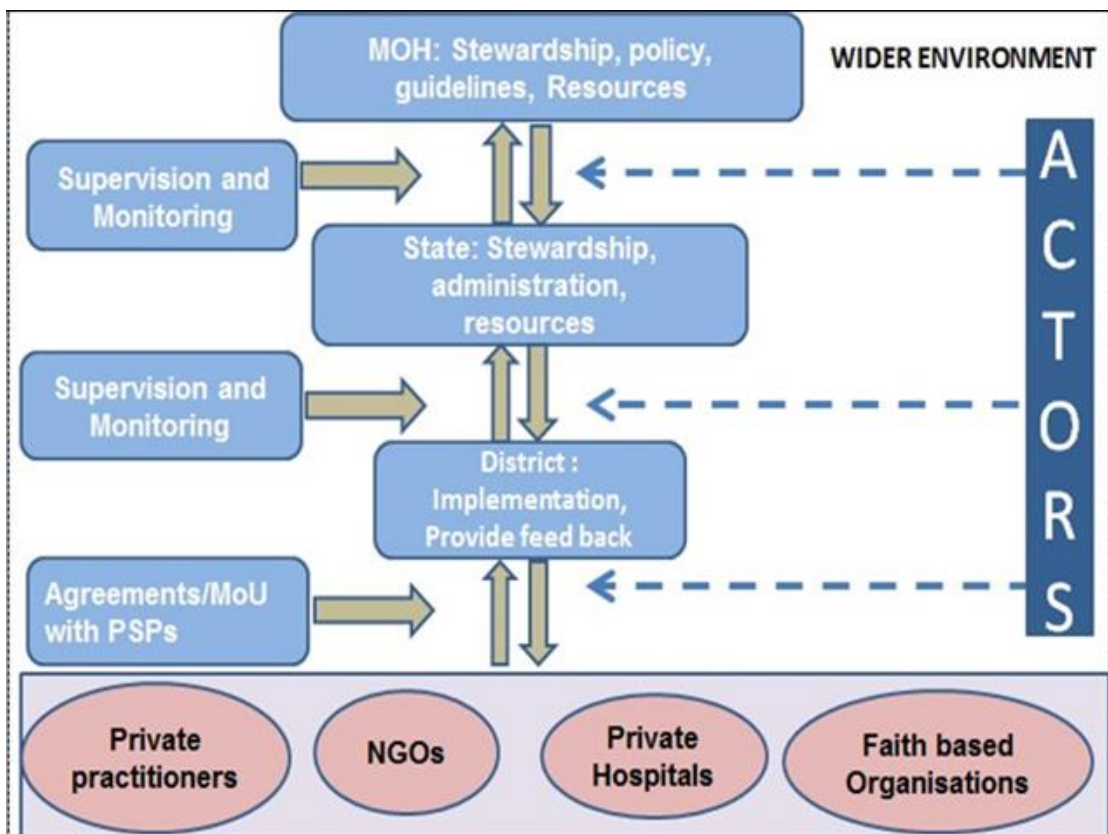 MOH: Stewardship, policy,
guidelines, Resources
WIDER ENVIRONMENT
Supervision and
Monitoring
State: Stewardship,
administration,
resources
Supervision and
Monitoring
District :
Implementation,
Provide feed back
Agreements/MoU
with PSPs
A
C
T
O
R
S
Private
practitioners
NGOs
Private
Hospitals
Faith based
Organisations